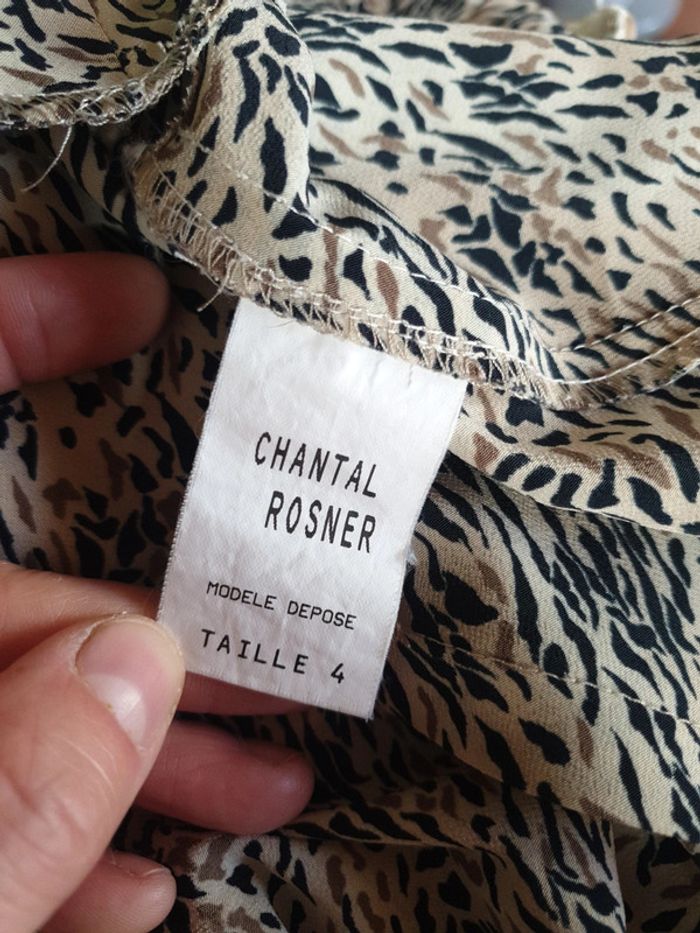 CHANTAL
ROSNER
MODELE DEPOSE
TAILLE 4